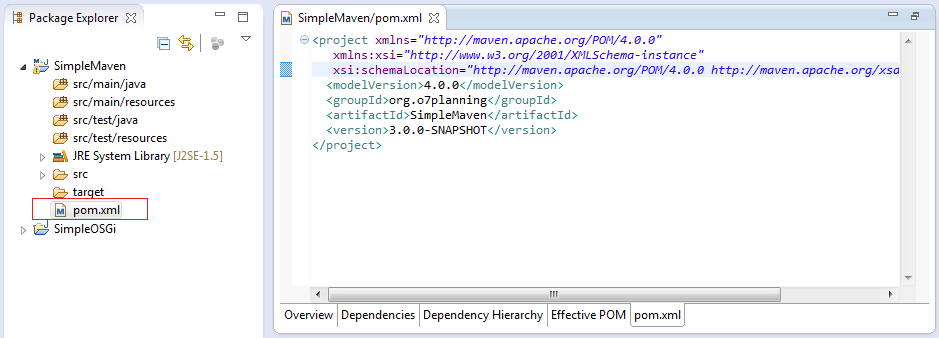 Package Explorer
SimpleMaven
src/main/java
src/main/resources
src/test/java
src/test/resources
JRE System Library [J2SE-1.5]
src
target
pom.xml
SimpleOSGi
SimpleMaven/pom.xml
<project xmlns="http://maven.apache.org/POM/4.0.0"
xmlns:xsi="http://www.w3.org/2001/XMLSchema-instance"
xsi:schemaLocation="http://maven.apache.org/POM/4.0.0 http://maven.apache.org/xsd
<modelVersion>4.0.0</modelVersion>
<groupId>org.o7planning</groupId>
<artifactId>SimpleMaven</artifactId>
<version>3.0.0-SNAPSHOT</version>
</project>
Overview Dependencies Dependency Hierarchy Effective POM pom.xml